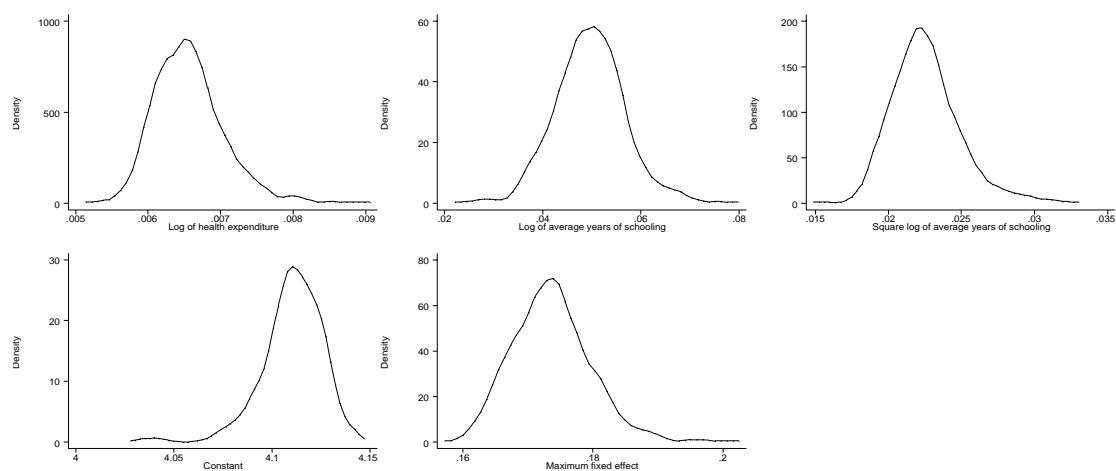 1000
500
0
Density
.005 .006 .007 .008 .009
Log of health expenditure
60
40
20
0
Density
.02 .04 .06 .08
Log of average years of schooling
200
150
100
50
0
Density
.015 .02 .025 .03 .035
Square log of average years of schooling
30
20
10
0
Density
4 4.05 4.1 4.15
Constant
80
60
40
20
0
Density
.16 .18 .2
Maximum fixed effect